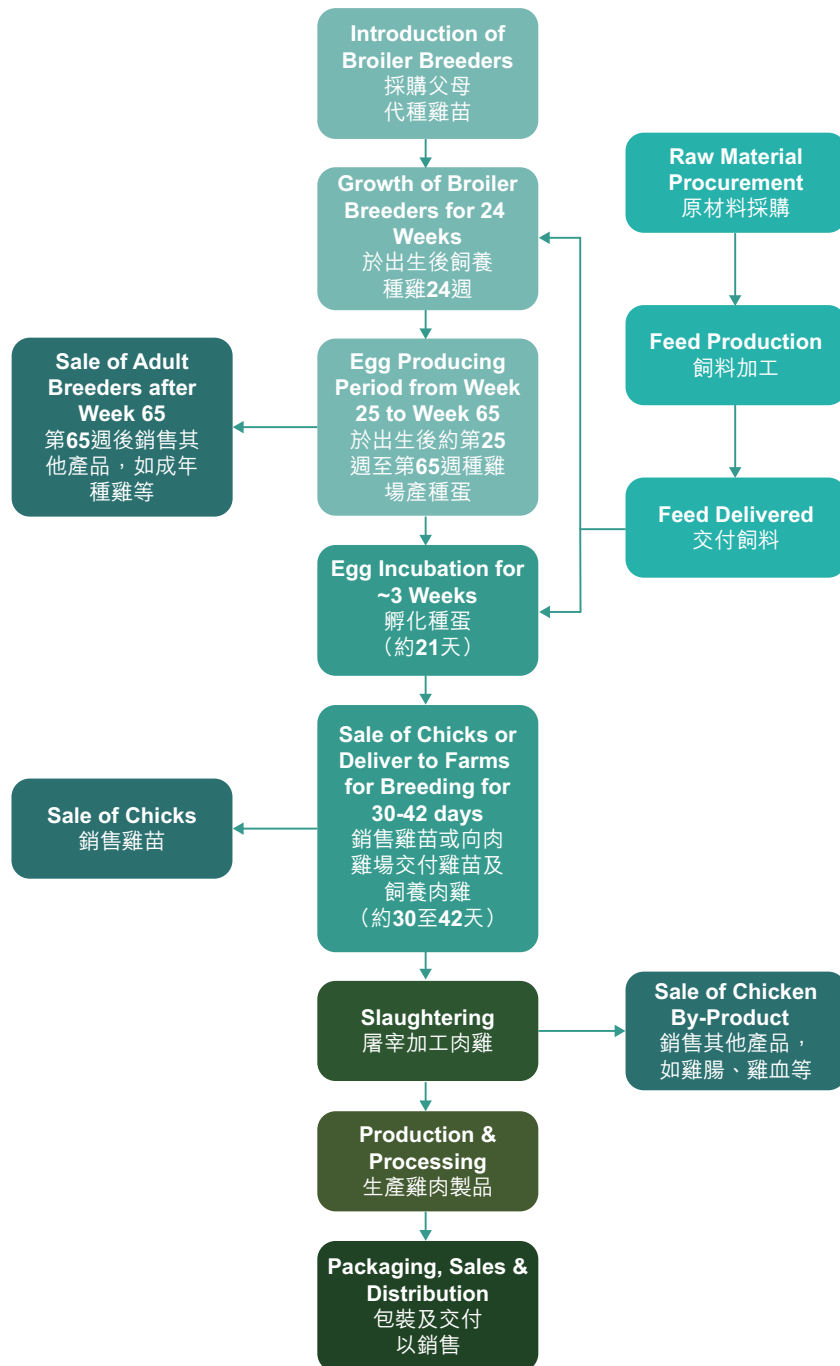 Introduction of
Broiler Breeders
採購父母
代種雞苗
Raw Material
Procurement
原材料採購
Growth of Broiler
Breeders for 24
Weeks
於出生後飼養
種雞24週
Feed Production
飼料加工
Sale of Adult
Breeders after
Week 65
第65週後銷售其
他產品，如成年
種雞等
Egg Producing
Period from Week
25 to Week 65
於出生後約第25
週至第65週種雞
場產種蛋
Feed Delivered
交付飼料
Egg Incubation for
~3 Weeks
孵化種蛋
（約21天）
Sale of Chicks or
Deliver to Farms
for Breeding for
30-42 days
銷售雞苗或向肉
雞場交付雞苗及
飼養肉雞
（約30至42天）
Sale of Chicks
銷售雞苗
Slaughtering
屠宰加工肉雞
Sale of Chicken
By-Product
銷售其他產品，
如雞腸、雞血等
Production &
Processing
生產雞肉製品
Packaging, Sales &
Distribution
包裝及交付
以銷售